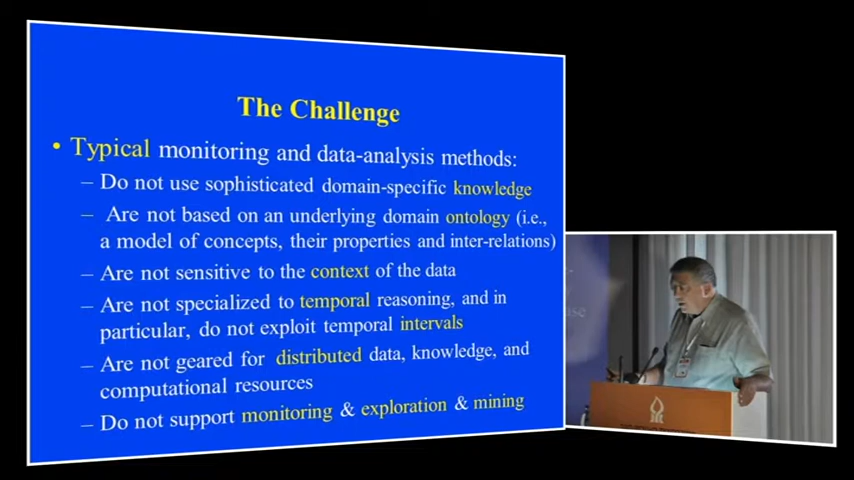 The Challenge
• Typical monitoring and data-analysis methods:
– Do not use sophisticated domain-specific knowledge
– Are not based on an underlying domain ontology (i.e.,
a model of concepts, their properties and inter-relations)
– Are not sensitive to the context of the data
– Are not specialized to temporal reasoning, and in
particular, do not exploit temporal intervals
– Are not geared for distributed data, knowledge, and
computational resources
– Do not support monitoring & exploration & mining